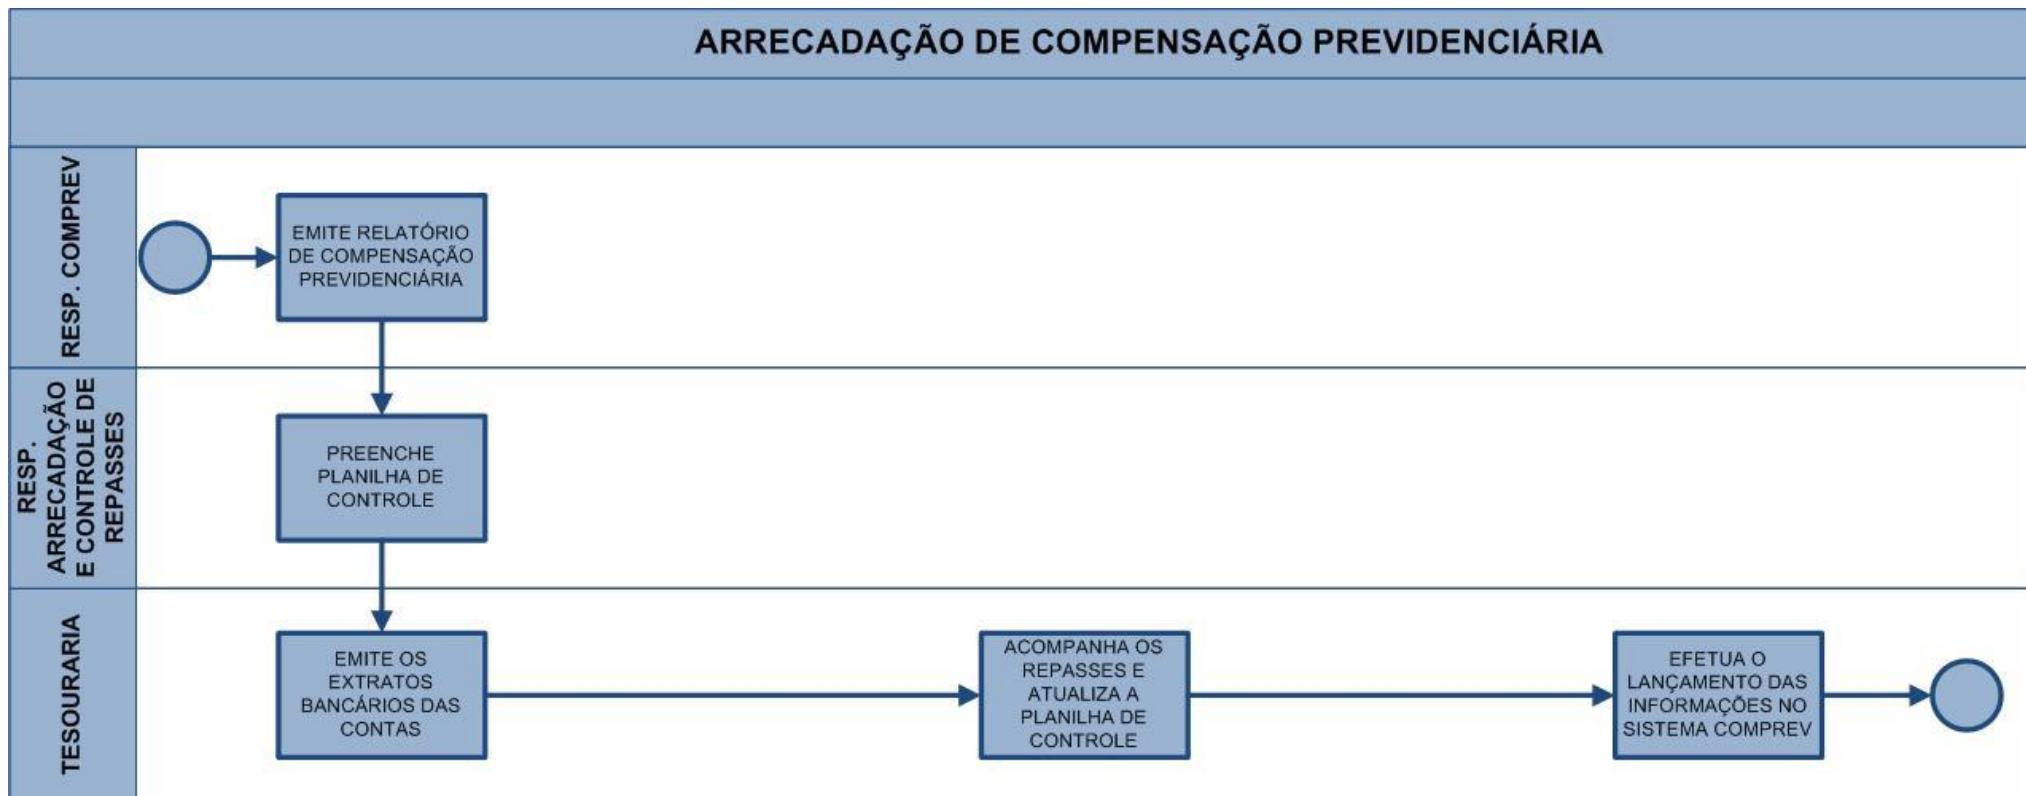 ARRECADAÇÃO DE COMPENSAÇÃO PREVIDENCIÁRIA
RESP. COMPREV
EMITE RELATÓRIO
DE COMPENSAÇÃO
PREVIDENCIÁRIA
RESP.
ARRECADAÇÃO
E CONTROLE DE
REPASSES
PREENCHE
PLANILHA DE
CONTROLE
TESOURARIA
EMITE OS
EXTRATOS
BANCÁRIOS DAS
CONTAS
ACOMPANHA OS
REPASSES E
ATUALIZA A
PLANILHA DE
CONTROLE
EFETUA O
LANÇAMENTO DAS
INFORMAÇÕES NO
SISTEMA COMPREV